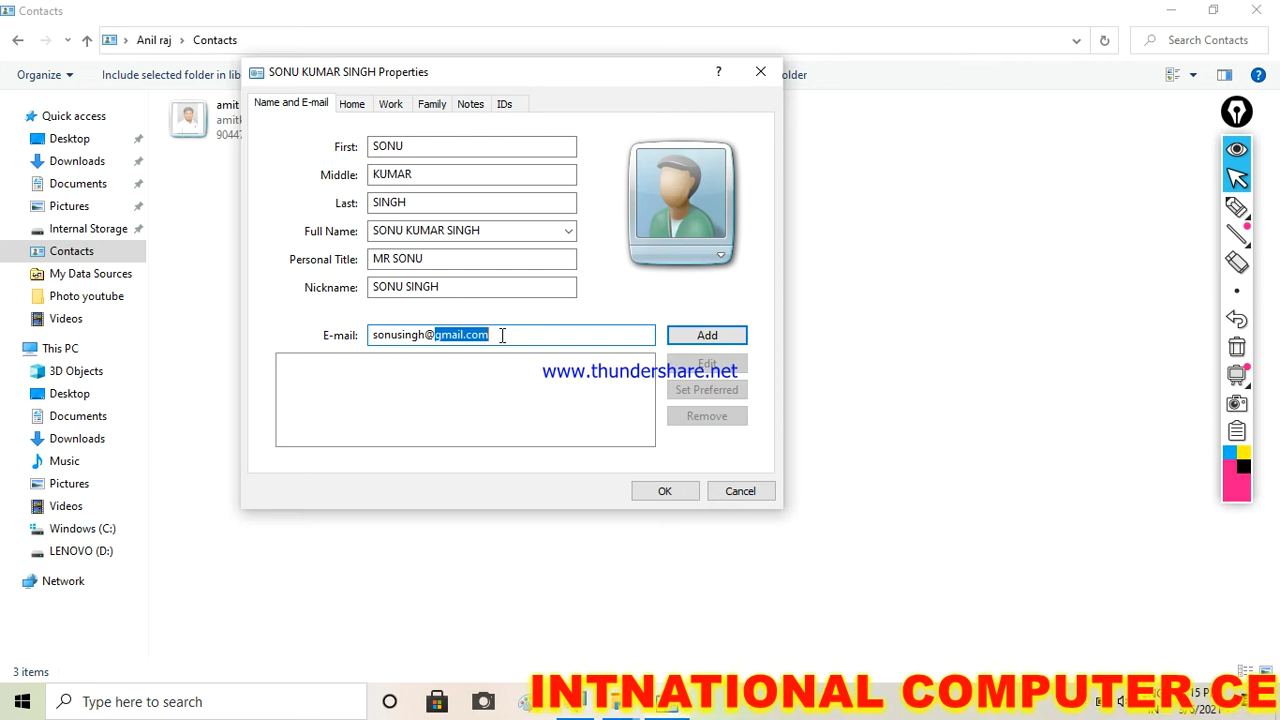 Contacts
Anil raj
Contacts
Search Contacts
Organize
Include selected folder in lib
older
SONU KUMAR SINGH Properties
?
Name and E-mail
Home
Work
Family
Notes
IDs
amit
amitk
90447
First:
SONU
Middle:
KUMAR
Last:
SINGH
Full Name:
SONU KUMAR SINGH
Personal Title:
MR SONU
Nickname:
SONU SINGH
E-mail:
sonusingh@gmail.com
Add
Edit
www.thundershare.net
Set Preferred
Remove
OK
Cancel
Quick access
Desktop
Downloads
Documents
Pictures
Internal Storage
Contacts
My Data Sources
Photo youtube
Videos
This PC
3D Objects
Desktop
Documents
Downloads
Music
Pictures
Videos
Windows (C:)
LENOVO (D:)
Network
3 items
Type here to search
INTNATIONAL COMPUTER CE